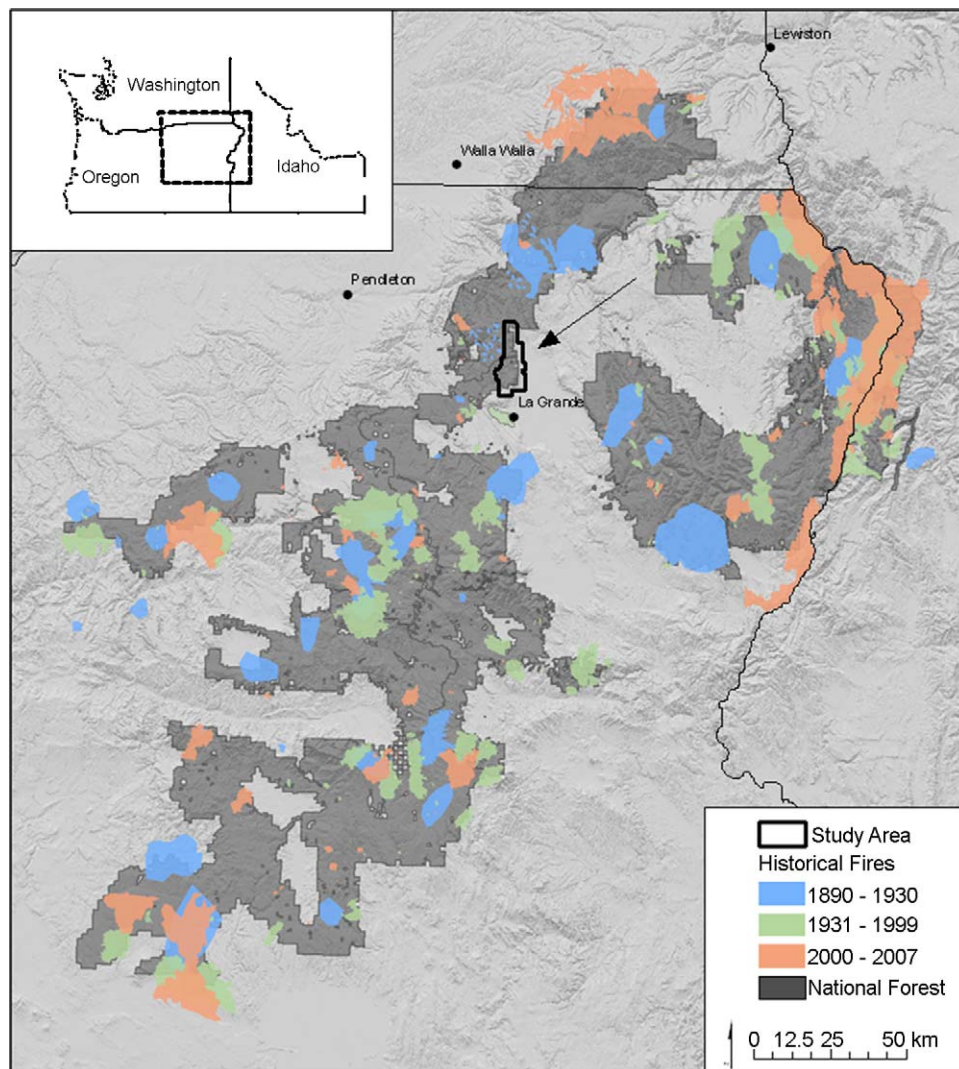 Washington
Oregon
Idaho
Lewiston
Walla Walla
Pendleton
La Grande
Study Area
Historical Fires
1890 - 1930
1931 - 1999
2000 - 2007
National Forest
0 12.5 25 50 km